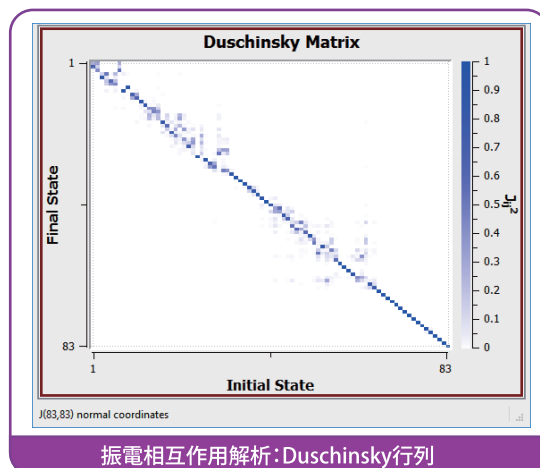 Duschinsky Matrix
1
Final State
83
1
83
Initial State
1
0.9
0.8
0.7
0.6
0.5
0.4
0.3
0.2
0.1
0
Jij²
J(83,83) normal coordinates
振電相互作用解析：Duschinsky行列